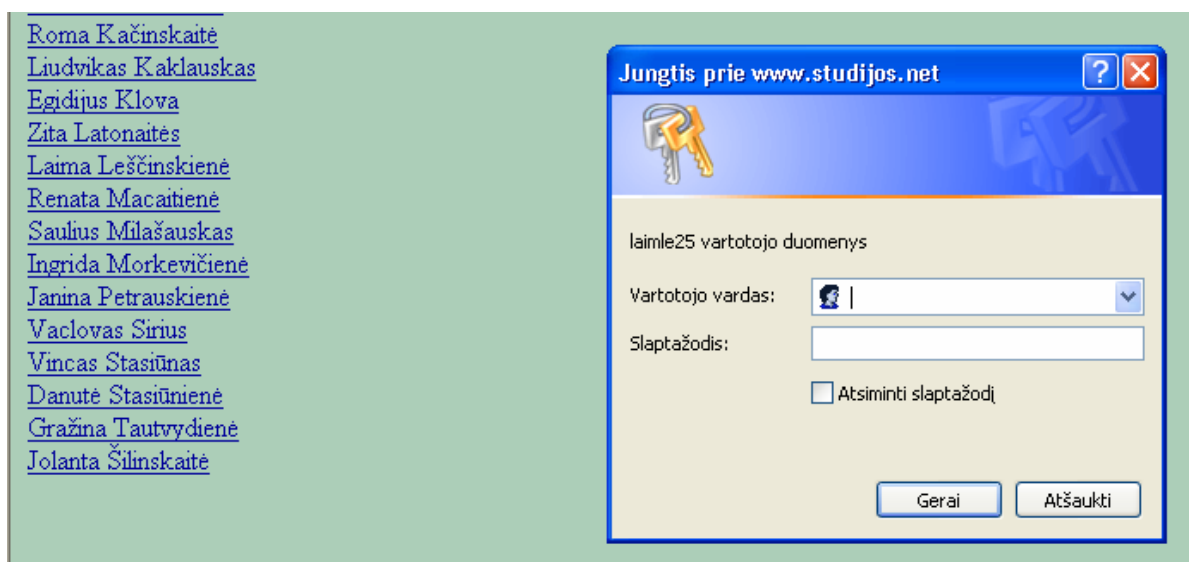 Roma Kačinskaitė
Liudvikas Kaklauskas
Egidijus Klova
Zita Latonaitės
Laima Leščinskienė
Renata Macaitienė
Saulius Milašauskas
Ingrida Morkevičienė
Janina Petrauskienė
Vaclovas Sirius
Vincas Stasiūnas
Danutė Stasiūnienė
Gražina Tautvydienė
Jolanta Šilinskaitė
Jungtis prie www.studijos.net
laimle25 vartotojo duomenys
Vartotojo vardas:
Slaptažodis:
Atsiminti slaptažodį
Gerai Atšaukti